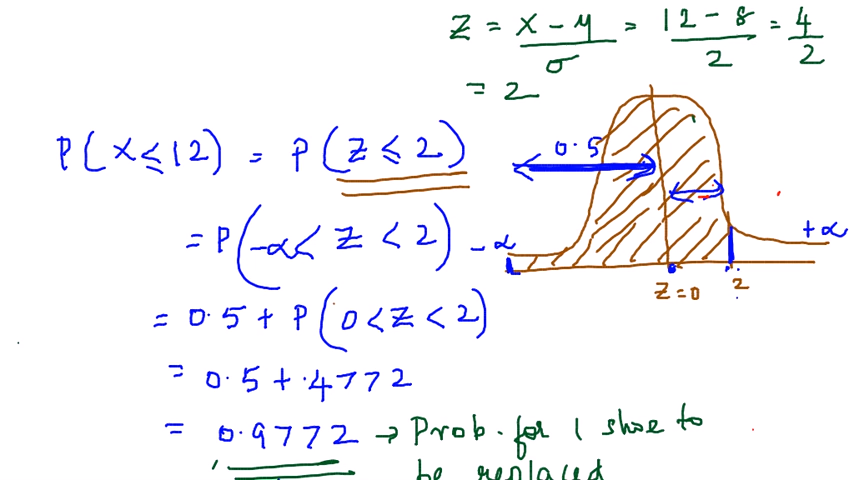 Z = x - μ / σ = 12 - 8 / 2 = 4 / 2
= 2
P( x ≤ 12) = P( Z ≤ 2)
0.5
= P( -α < Z < 2)
-α
+α
Z = 0
2
= 0.5 + P( 0 < Z < 2)
= 0.5 + .4772
= 0.9772 → Prob. for 1 shoe to
be replaced